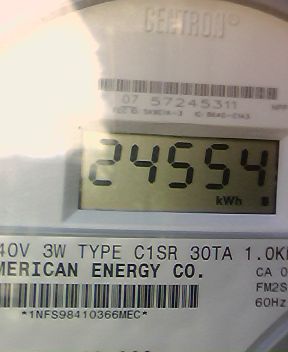 CENTRON®
07 57245311
24554
kWh
40V 3W TYPE C1SR 30TA 1.0K
MERICAN ENERGY CO.
CA 0
FM2S
60Hz
*1NFS98410366MEC*